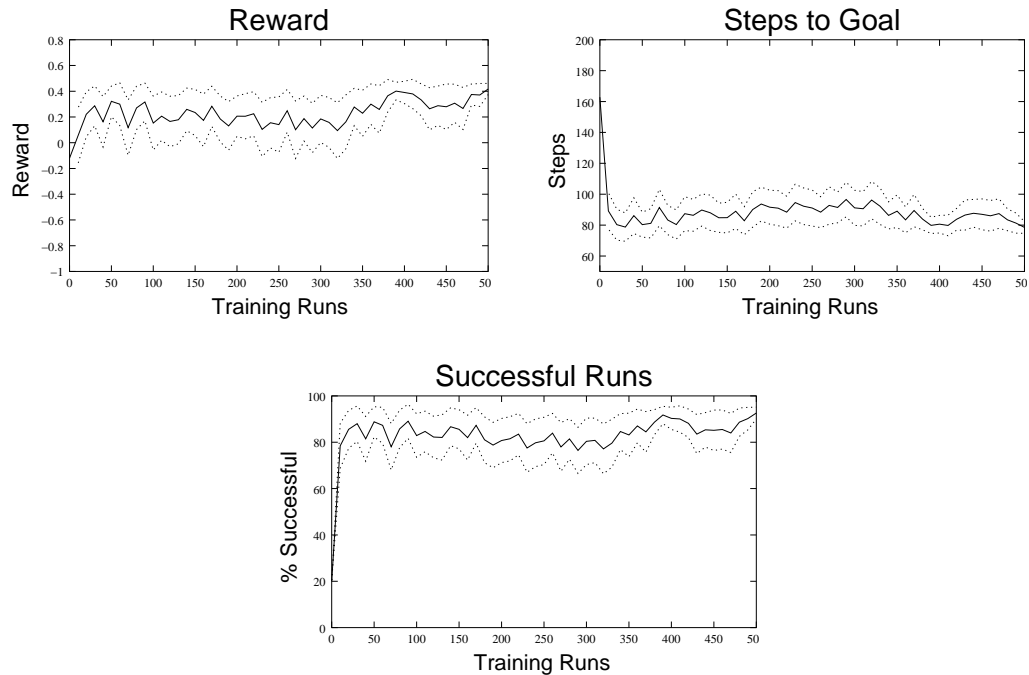 Reward
0.8
0.6
0.4
0.2
0
−0.2
−0.4
−0.6
−0.8
−1
0 50 100 150 200 250 300 350 400 450 50
Reward
Training Runs
Steps to Goal
200
180
160
140
120
100
80
60
0 50 100 150 200 250 300 350 400 450 500
Steps
Training Runs
Successful Runs
100
80
60
40
20
0
0 50 100 150 200 250 300 350 400 450 50
% Successful
Training Runs